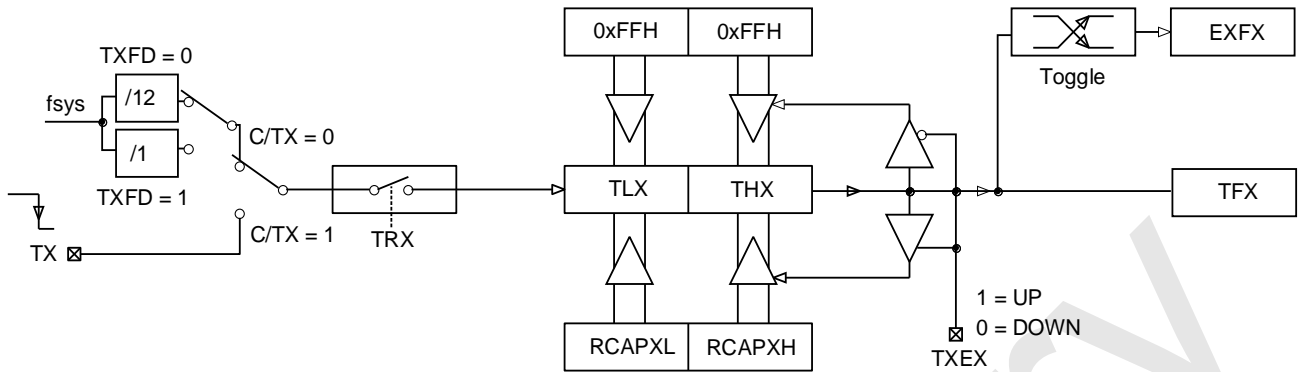 0xFFH 0xFFH EXFX
TXFD = 0
Toggle
/12
fsys
C/TX = 0
/1
TLX THX TFX
TXFD = 1
C/TX = 1
TRX
TX
1 = UP
0 = DOWN
RCAPXL RCAPXH
TXEX